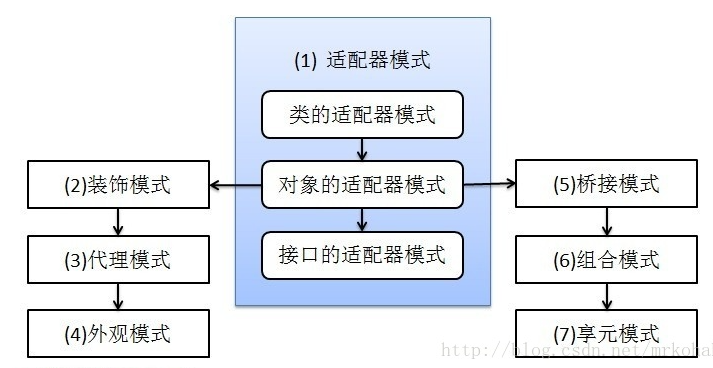 (1) 适配器模式
类的适配器模式
对象的适配器模式
接口的适配器模式
(2)装饰模式
(3)代理模式
(4)外观模式
(5)桥接模式
(6)组合模式
(7)享元模式
http://blog.csdn.net/mrkohal